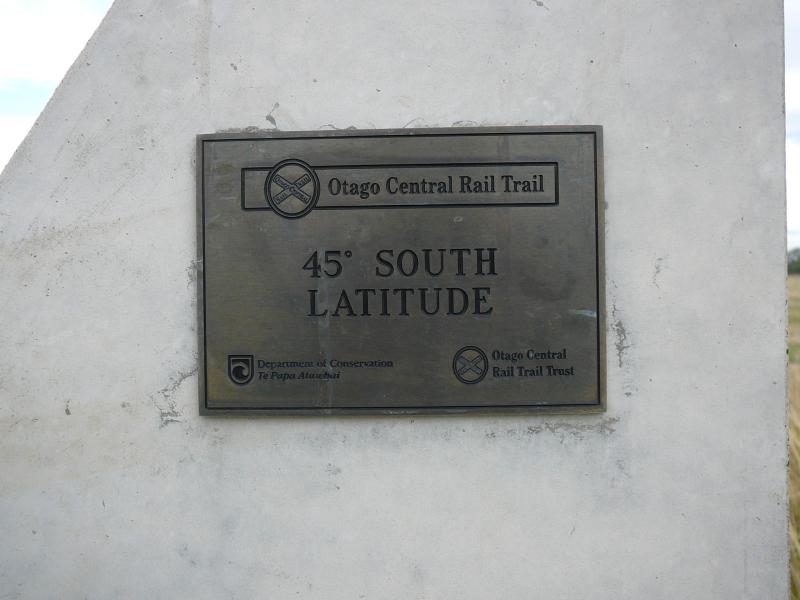 Otago Central Rail Trail
45° SOUTH
LATITUDE
Department of Conservation
Te Papa Atawhai
Otago Central
Rail Trail Trust